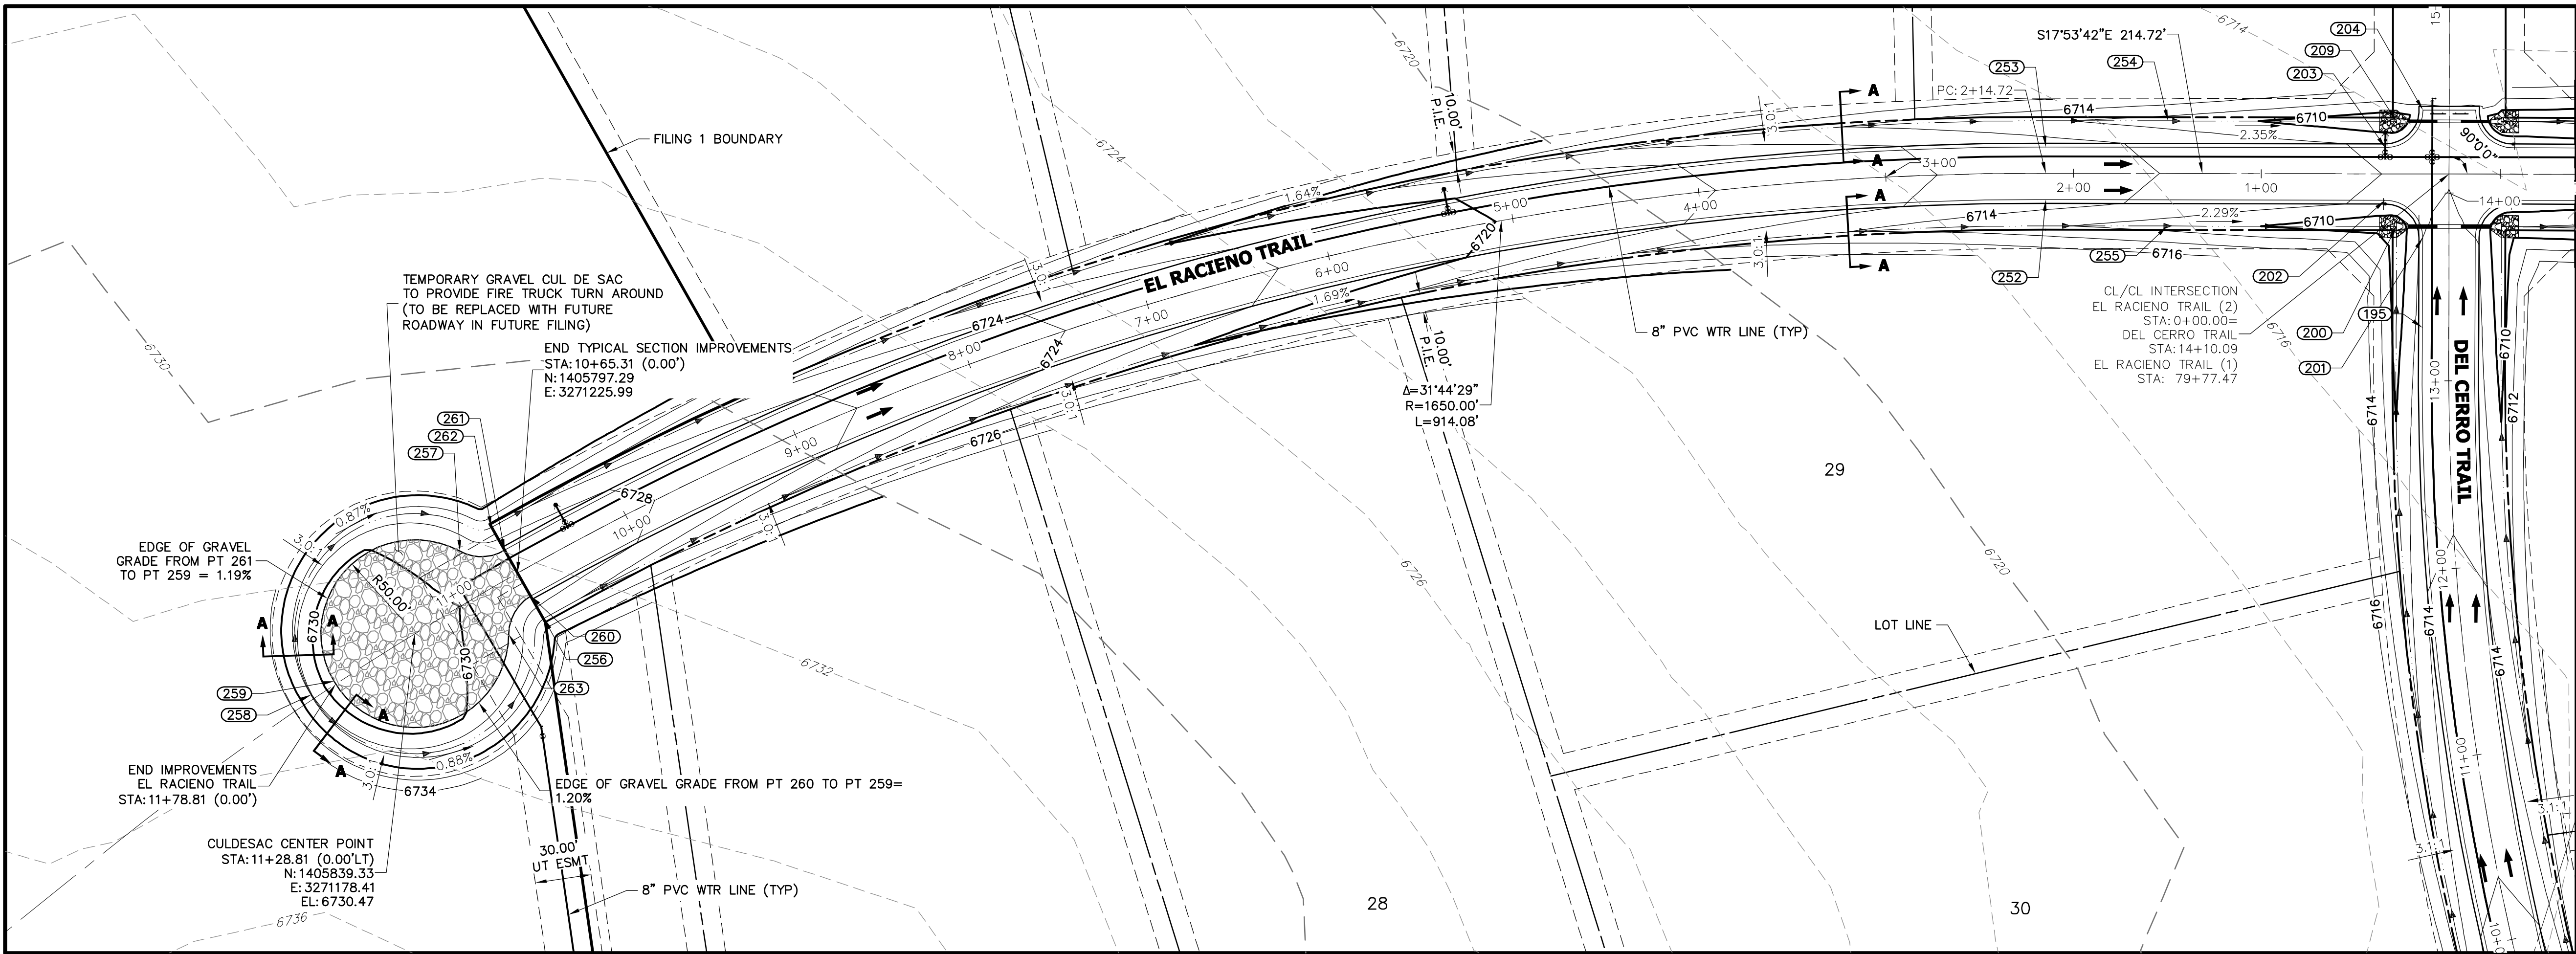 FILING 1 BOUNDARY
TEMPORARY GRAVEL CUL DE SAC
TO PROVIDE FIRE TRUCK TURN AROUND
(TO BE REPLACED WITH FUTURE
ROADWAY IN FUTURE FILING)
END TYPICAL SECTION IMPROVEMENTS
STA:10+65.31 (0.00')
N:1405797.29
E:3271225.99
261
262
257
EDGE OF GRAVEL
GRADE FROM PT 261
TO PT 259 = 1.19%
0.87%
3.0:1
R50.00'
6730
6730
A
A
259
258
A
A
END IMPROVEMENTS
EL RACIENO TRAIL
STA:11+78.81 (0.00')
CULDESAC CENTER POINT
STA:11+28.81 (0.00'LT)
N:1405839.33
E:3271178.41
EL:6730.47
3.0:1
0.88%
6734
6736
EDGE OF GRAVEL GRADE FROM PT 260 TO PT 259=
1.20%
30.00'
UT ESMT
8" PVC WTR LINE (TYP)
260
256
263
6730
6728
10+00
9+00
8+00
7+00
6+00
5+00
4+00
3+00
2+00
1+00
EL RACIENO TRAIL
6724
6724
6726
3.0:1
3.0:1
3.0:1
1.64%
1.69%
6720
6720
6724
6732
6726
6720
10.00'
P.I.E.
10.00'
P.I.E.
Δ=31°44'29"
R=1650.00'
L=914.08'
8" PVC WTR LINE (TYP)
A
A
A
A
3.0:1
3.0:1
PC: 2+14.72
S17°53'42"E 214.72'
253
254
204
209
203
6714
6714
6710
2.35%
6714
2.29%
6710
6716
252
255
202
195
200
201
90°0'0"
14+00
15+
CL/CL INTERSECTION
EL RACIENO TRAIL (2)
STA:0+00.00=
DEL CERRO TRAIL
STA:14+10.09
EL RACIENO TRAIL (1)
STA: 79+77.47
6716
DEL CERRO TRAIL
13+00
12+00
11+00
6710
6712
6714
6716
6714
6714
3.1:1
3.1:1
LOT LINE
29
28
30